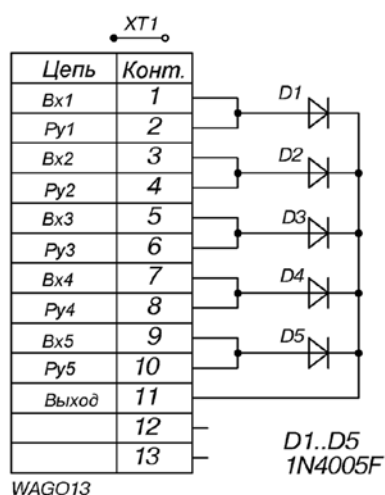 XT1
Цепь Конт.
Вх1 1 D1
Ру1 2
Вх2 3 D2
Ру2 4
Вх3 5 D3
Ру3 6
Вх4 7 D4
Ру4 8
Вх5 9 D5
Ру5 10
Выход 11
12 D1..D5
13 1N4005F
WAGO13